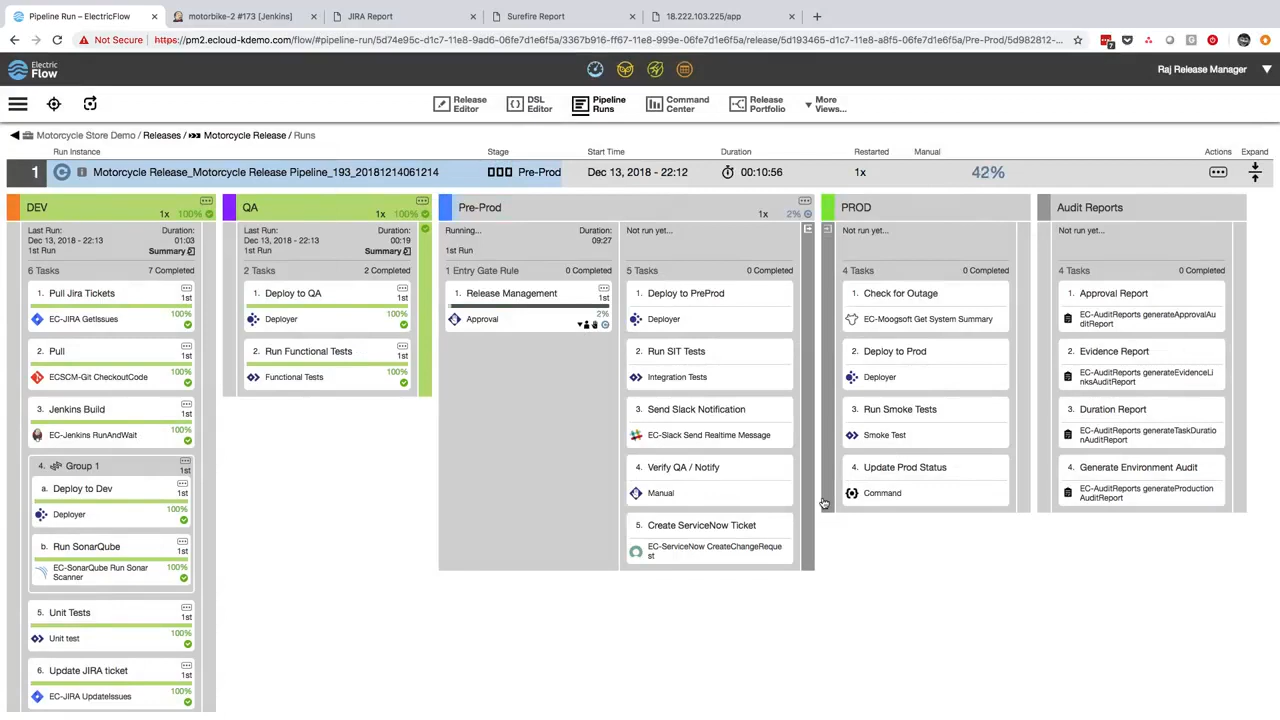 Pipeline Run – ElectricFlow
motorbike-2 #173 [Jenkins]
JIRA Report
Surefire Report
18.222.103.225/app
Not Secure
https://pm2.ecloud-kdemo.com/flow/#pipeline-run/5d74e95c-d1c7-11e8-9ad6-06fe7d1e6f5a/3367b916-ff67-11e8-999e-06fe7d1e6f5a/release/5d193465-d1c7-11e8-a8f5-06fe7d1e6f5a/Pre-Prod/5d982812-...
Electric
Flow
Raj Release Manager
Release
Editor
DSL
Editor
Pipeline
Runs
Command
Center
Release
Portfolio
More
Views...
Motorcycle Store Demo / Releases / Motorcycle Release / Runs
Run Instance
Stage
Start Time
Duration
Restarted
Manual
Actions
Expand
1
Motorcycle Release_Motorcycle Release Pipeline_193_20181214061214
Pre-Prod
Dec 13, 2018 - 22:12
00:10:56
1x
42%
DEV
1x 100%
Last Run:
Dec 13, 2018 - 22:13
1st Run
Duration:
01:03
Summary
6 Tasks
7 Completed
1. Pull Jira Tickets
1st
100%
EC-JIRA GetIssues
2. Pull
1st
100%
ECSCM-Git CheckoutCode
3. Jenkins Build
1st
100%
EC-Jenkins RunAndWait
4. Group 1
1st
a. Deploy to Dev
1st
100%
Deployer
b. Run SonarQube
1st
100%
EC-SonarQube Run Sonar
Scanner
5. Unit Tests
1st
100%
Unit test
6. Update JIRA ticket
1st
100%
EC-JIRA UpdateIssues
QA
1x 100%
Last Run:
Dec 13, 2018 - 22:13
1st Run
Duration:
00:19
Summary
2 Tasks
2 Completed
1. Deploy to QA
1st
100%
Deployer
2. Run Functional Tests
1st
100%
Functional Tests
Pre-Prod
1x
2%
Running...
1st Run
Duration:
09:27
1 Entry Gate Rule
0 Completed
1. Release Management
1st
2%
Approval
Not run yet...
5 Tasks
0 Completed
1. Deploy to PreProd
Deployer
2. Run SIT Tests
Integration Tests
3. Send Slack Notification
EC-Slack Send Realtime Message
4. Verify QA / Notify
Manual
5. Create ServiceNow Ticket
EC-ServiceNow CreateChangeReque
st
PROD
Not run yet...
4 Tasks
0 Completed
1. Check for Outage
EC-Moogsoft Get System Summary
2. Deploy to Prod
Deployer
3. Run Smoke Tests
Smoke Test
4. Update Prod Status
Command
Audit Reports
Not run yet...
4 Tasks
0 Completed
1. Approval Report
EC-AuditReports generateApprovalAu
ditReport
2. Evidence Report
EC-AuditReports generateEvidenceLi
nksAuditReport
3. Duration Report
EC-AuditReports generateTaskDuratio
nAuditReport
4. Generate Environment Audit
EC-AuditReports generateProduction
AuditReport